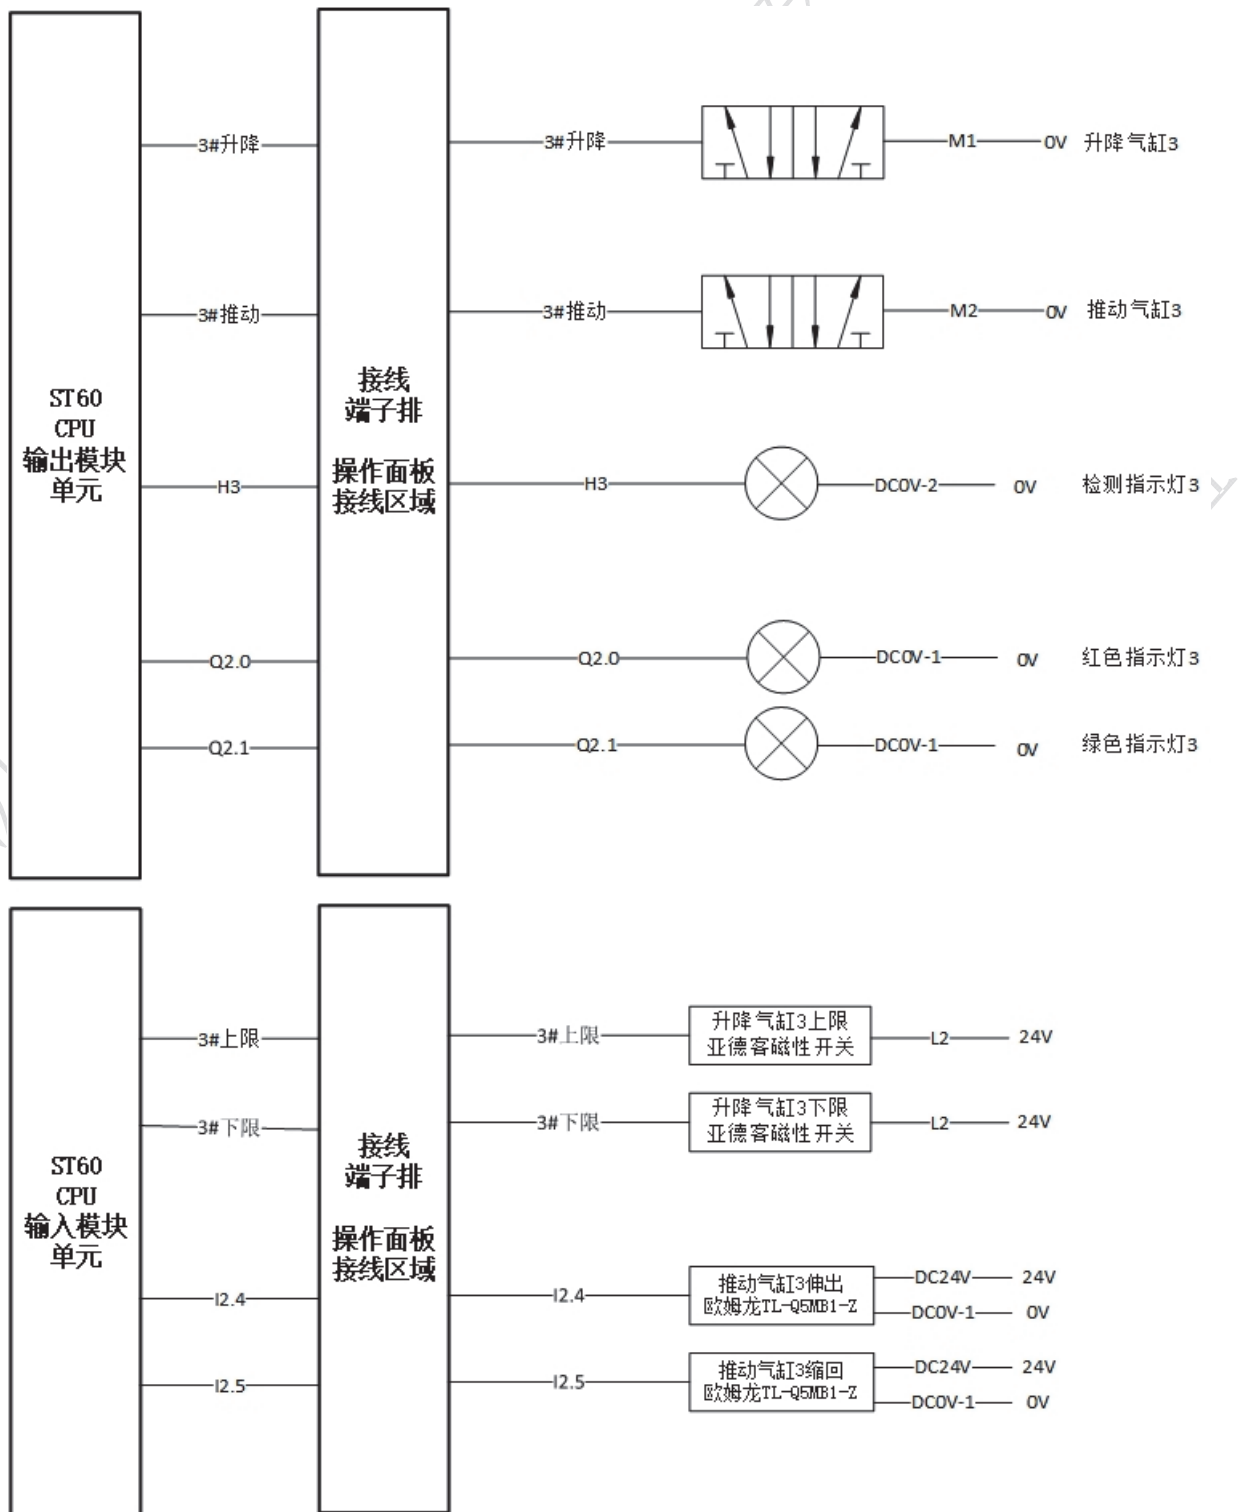 3#升降
3#升降
M1
0V
升降气缸3
3#推动
3#推动
M2
0V
推动气缸3
ST60
CPU
输出模块
单元
接线
端子排
操作面板
接线区域
H3
H3
DC0V-2
0V
检测指示灯3
Q2.0
Q2.0
DC0V-1
0V
红色指示灯3
Q2.1
Q2.1
DC0V-1
0V
绿色指示灯3
3#上限
3#上限
升降气缸3上限
亚德客磁性开关
L2
24V
3#下限
3#下限
升降气缸3下限
亚德客磁性开关
L2
24V
ST60
CPU
输入模块
单元
接线
端子排
操作面板
接线区域
I2.4
I2.4
推动气缸3伸出
欧姆龙TL-Q5MB1-Z
DC24V
24V
DC0V-1
0V
I2.5
I2.5
推动气缸3缩回
欧姆龙TL-Q5MB1-Z
DC24V
24V
DC0V-1
0V